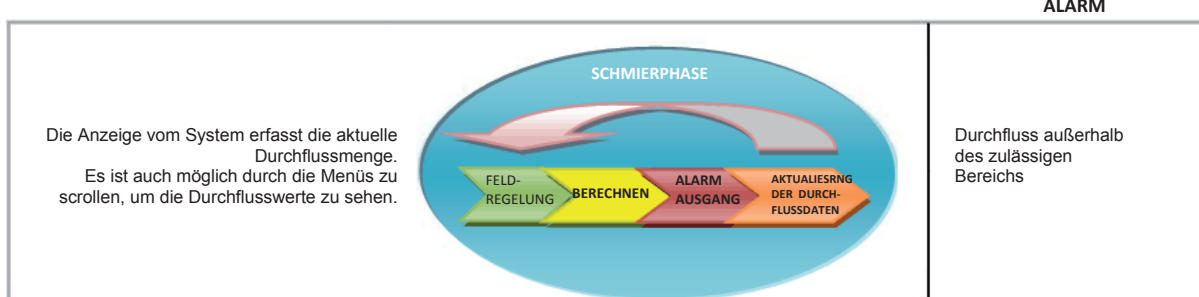 ALARM
Die Anzeige vom System erfasst die aktuelle
Durchflussmenge.
Es ist auch möglich durch die Menüs zu
scrollen, um die Durchflusswerte zu sehen.
SCHMIERPHASE
FELD-
REGELUNG
BERECHNEN
ALARM
AUSGANG
AKTUALIESRNG
DER DURCH-
FLUSSDATEN
Durchfluss außerhalb
des zulässigen
Bereichs